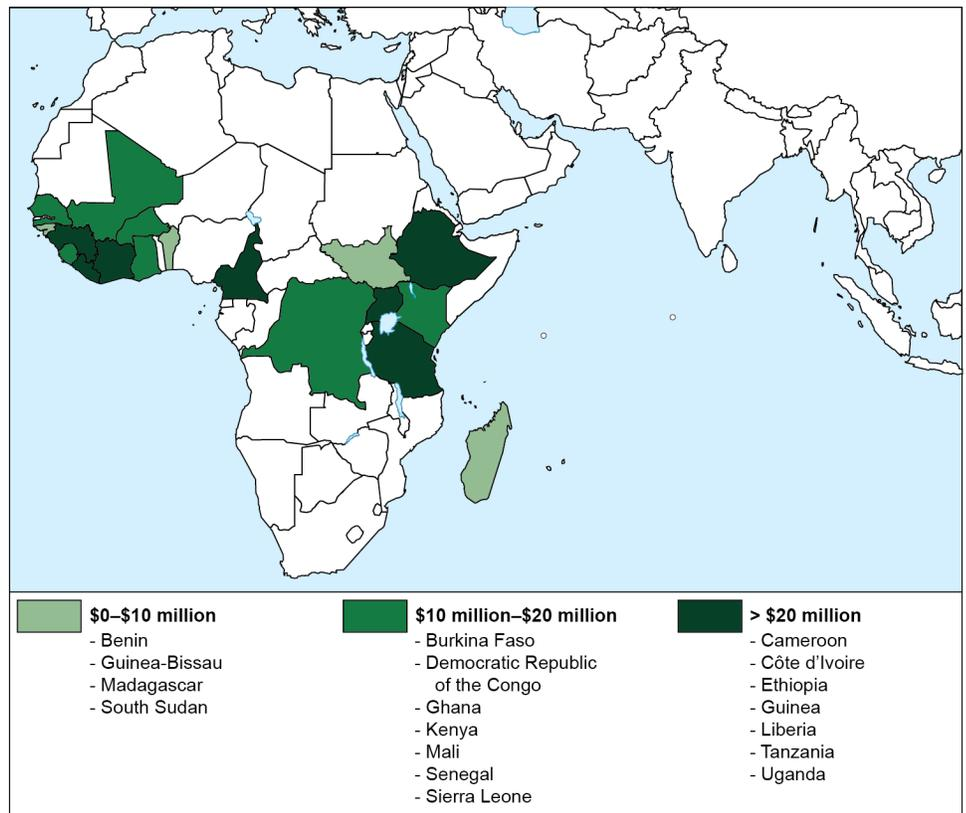 $0–$10 million
- Benin
- Guinea-Bissau
- Madagascar
- South Sudan
$10 million–$20 million
- Burkina Faso
- Democratic Republic
of the Congo
- Ghana
- Kenya
- Mali
- Senegal
- Sierra Leone
> $20 million
- Cameroon
- Côte d’Ivoire
- Ethiopia
- Guinea
- Liberia
- Tanzania
- Uganda